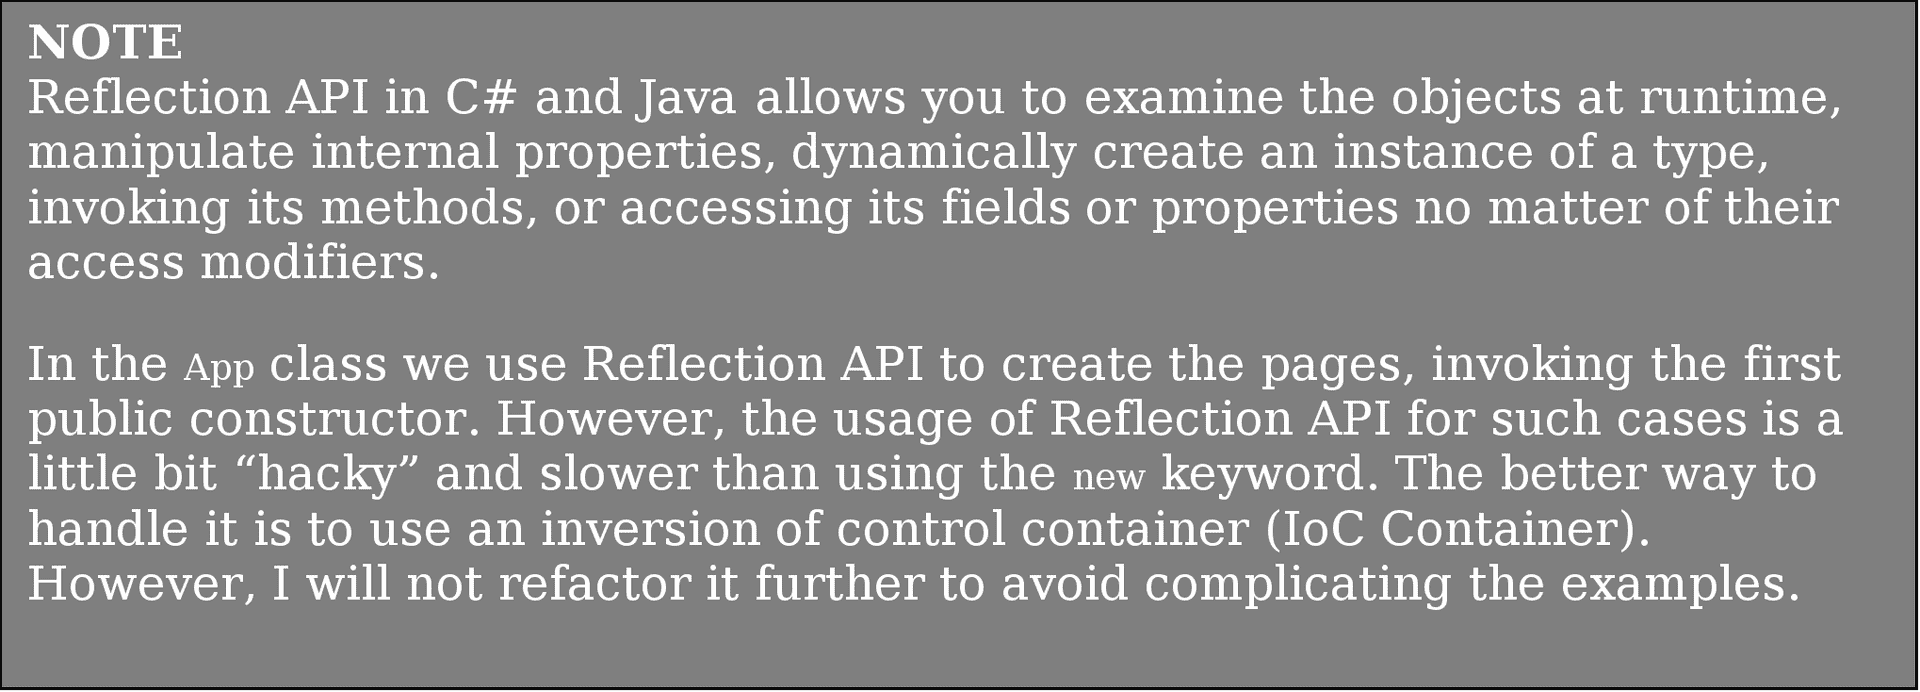 NOTE
Reflection API in C# and Java allows you to examine the objects at runtime,
manipulate internal properties, dynamically create an instance of a type,
invoking its methods, or accessing its fields or properties no matter of their
access modifiers.
In the App class we use Reflection API to create the pages, invoking the first
public constructor. However, the usage of Reflection API for such cases is a
little bit “hacky” and slower than using the new keyword. The better way to
handle it is to use an inversion of control container (IoC Container).
However, I will not refactor it further to avoid complicating the examples.